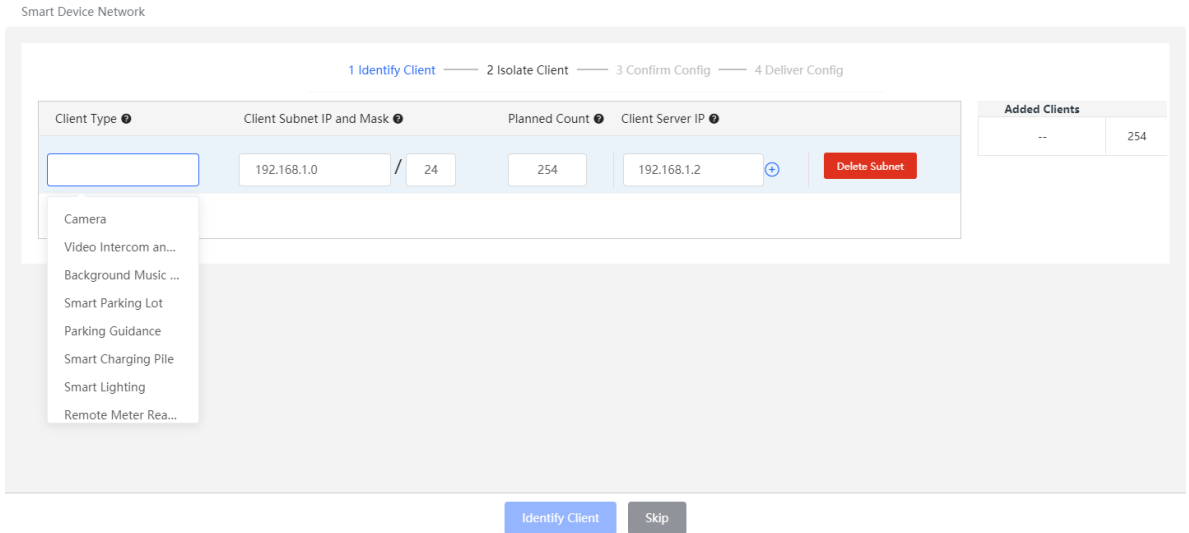 Smart Device Network
1 Identify Client 2 Isolate Client 3 Confirm Config 4 Deliver Config
Client Type Client Subnet IP and Mask Planned Count Client Server IP
192.168.1.0 / 24 254 192.168.1.2 Delete Subnet
Added Clients
-- 254
Camera
Video Intercom an...
Background Music ...
Smart Parking Lot
Parking Guidance
Smart Charging Pile
Smart Lighting
Remote Meter Rea...
Identify Client Skip